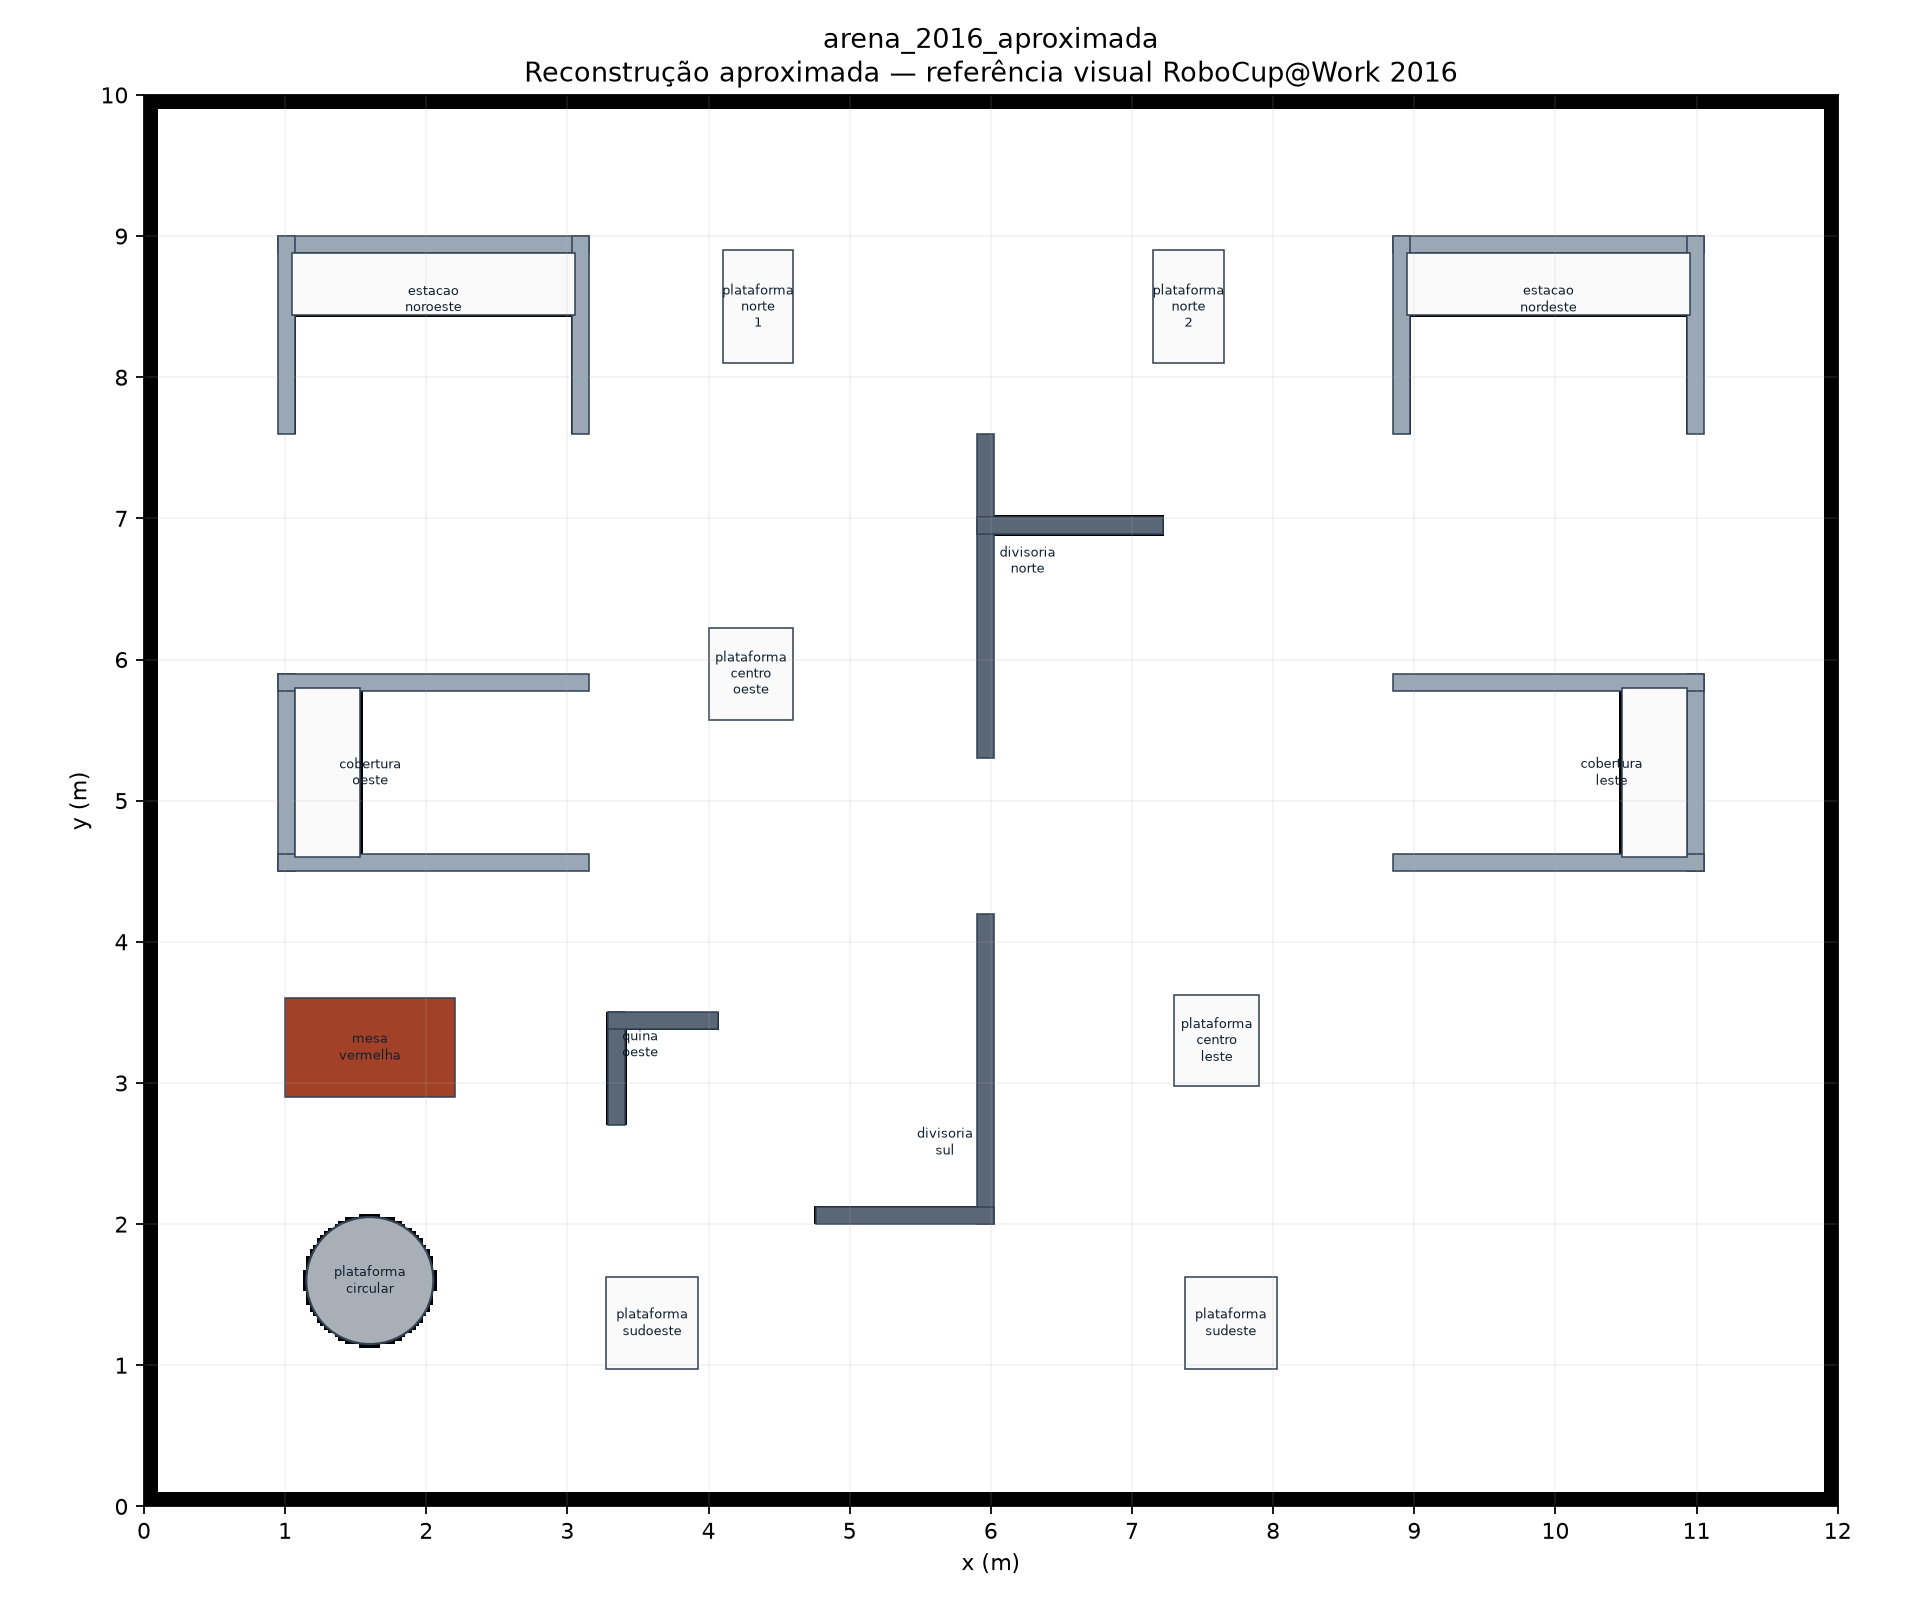 arena_2016_aproximada
Reconstrução aproximada — referência visual RoboCup@Work 2016
10
9
8
7
6
5
4
3
2
1
0
y (m)
estacao
noroeste
plataforma
norte
1
plataforma
norte
2
estacao
nordeste
divisoria
norte
plataforma
centro
oeste
cobertura
oeste
cobertura
leste
mesa
vermelha
quina
oeste
plataforma
centro
leste
divisoria
sul
plataforma
circular
plataforma
sudoeste
plataforma
sudeste
0 1 2 3 4 5 6 7 8 9 10 11 12
x (m)